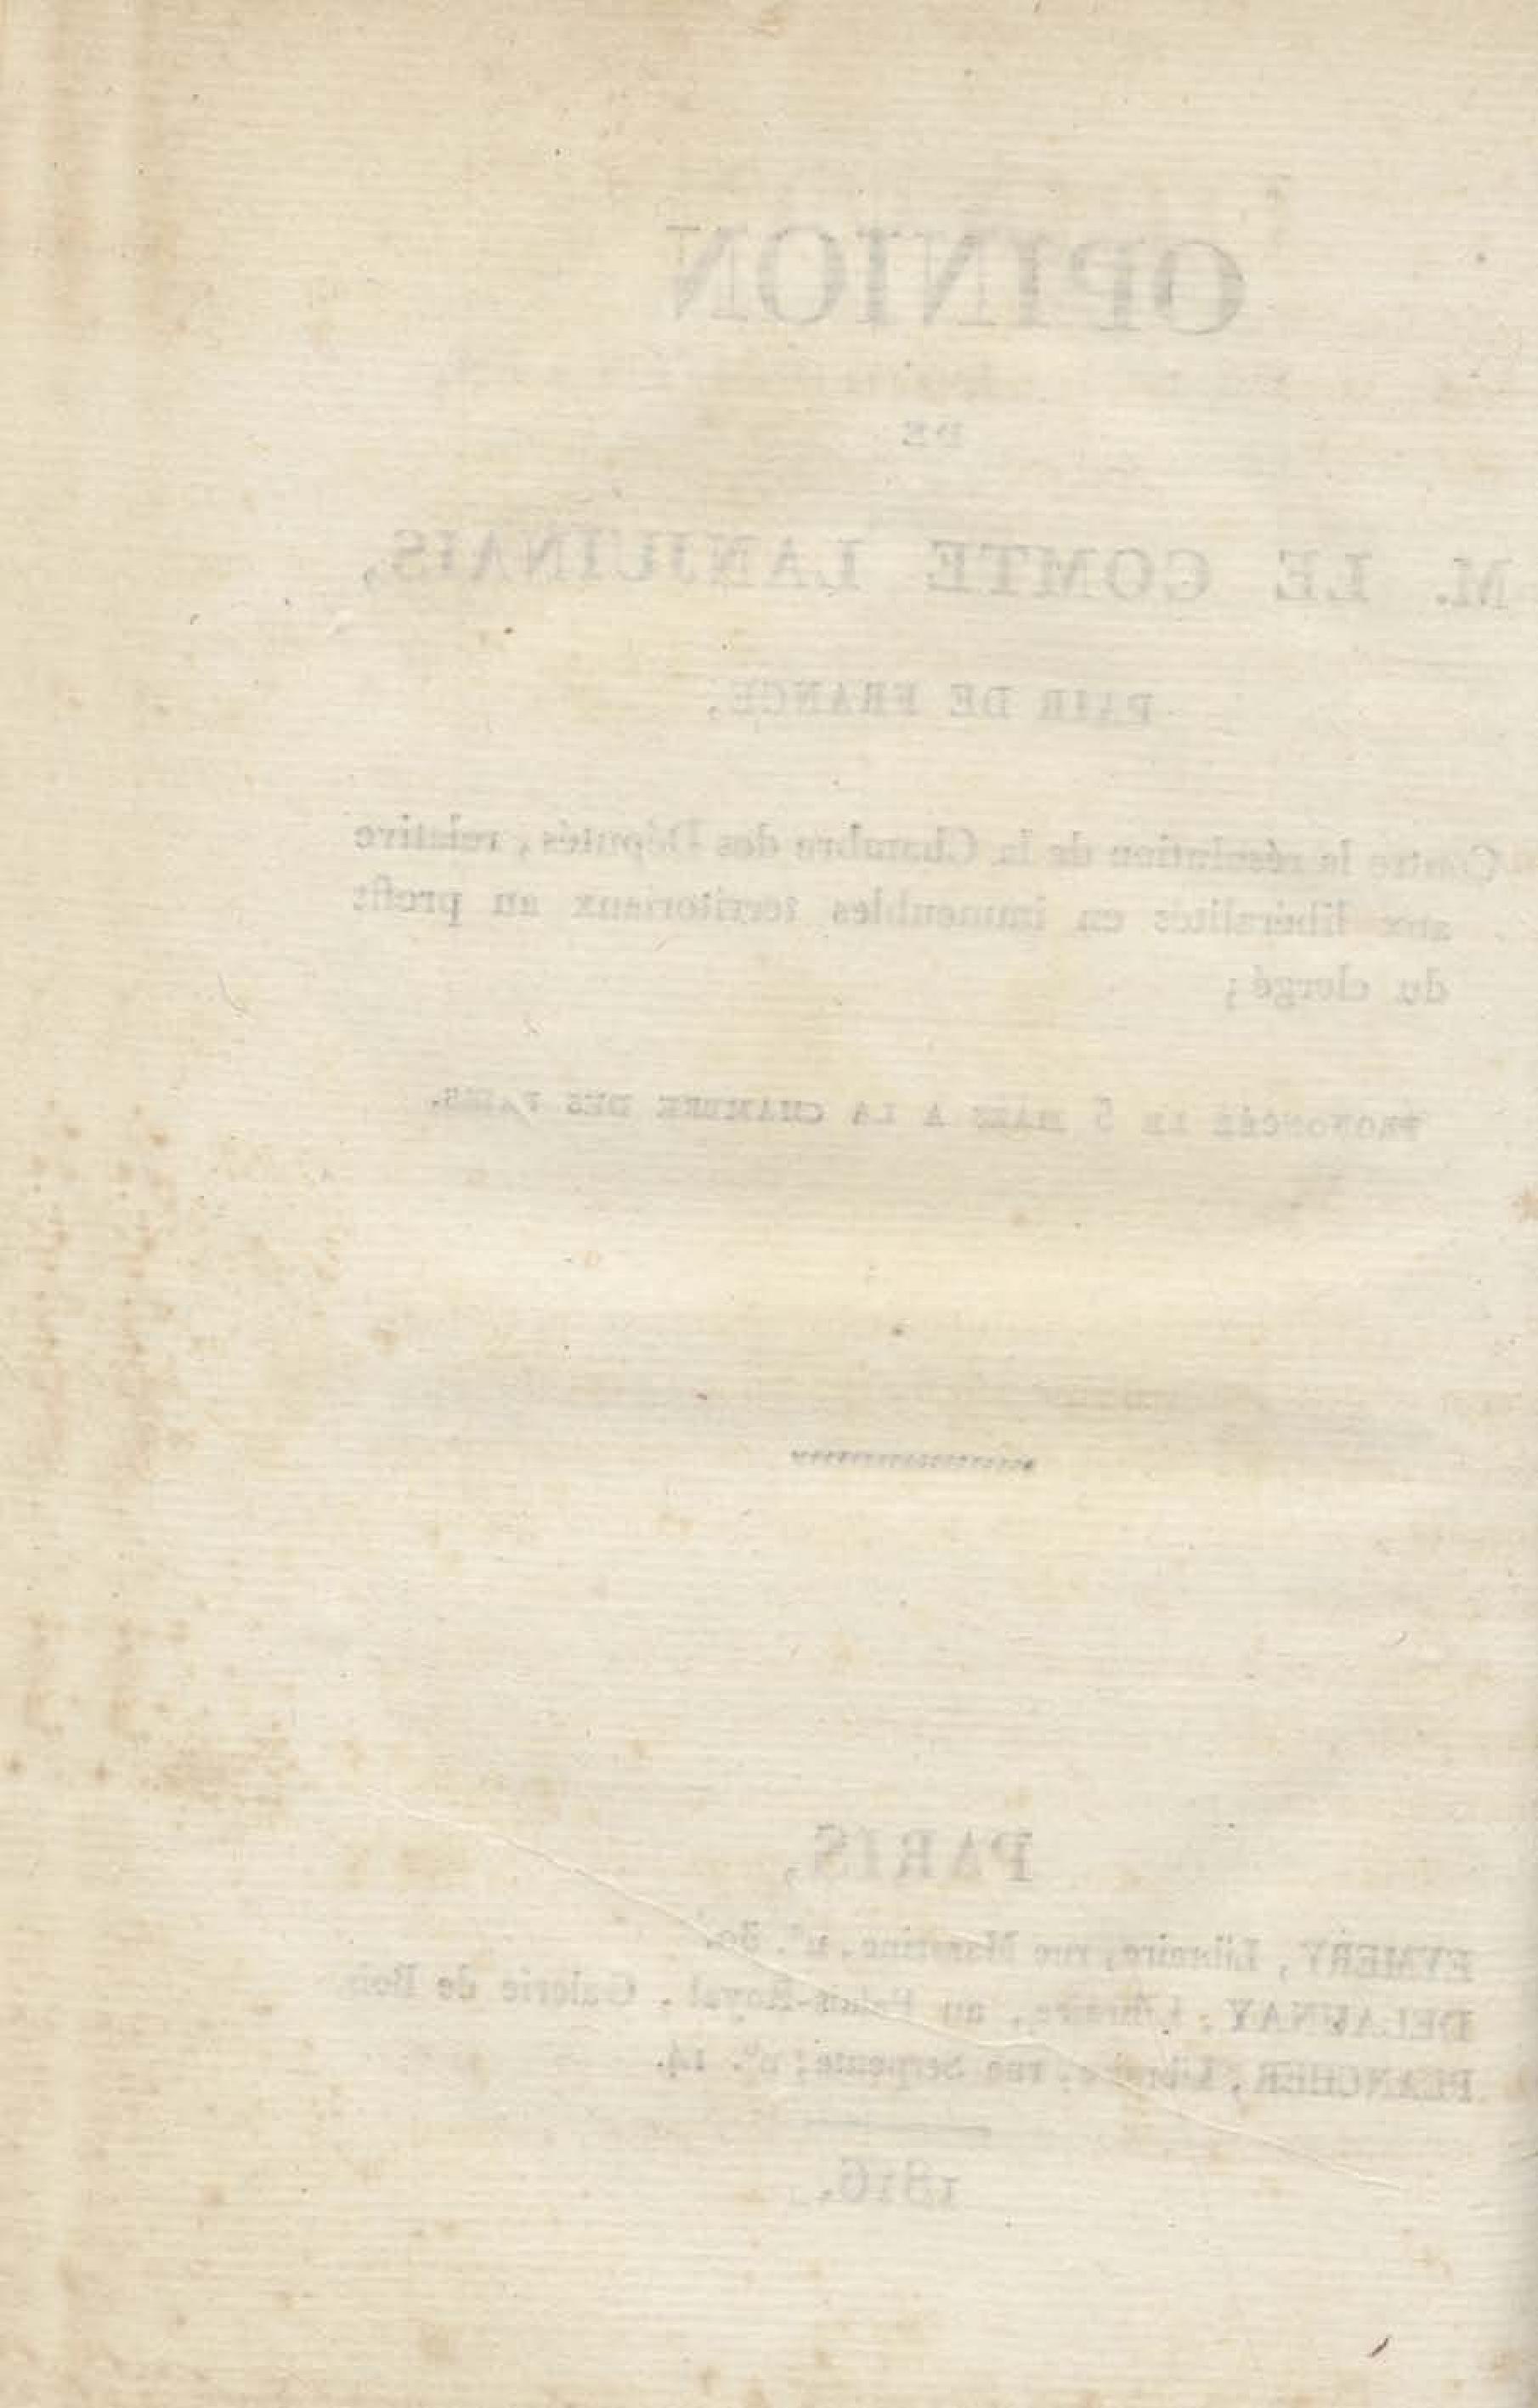 OPINION
DE
M. LE COMTE LANJUINAIS,
PAIR DE FRANCE,
Contre la résolution de la Chambre des Députés, relative
aux libéralités en immeubles territoriaux au profit
du clergé;
PRONONCÉE LE 5 MARS A LA CHAMBRE DES PAIRS.
PARIS,
EYMERY, Libraire, rue Mazarine, n°. 30.
DELAUNAY, Libraire, au Palais-Royal, Galerie de Bois
PLANCHER, Libraire, rue Serpente, n°. 14.
1816.